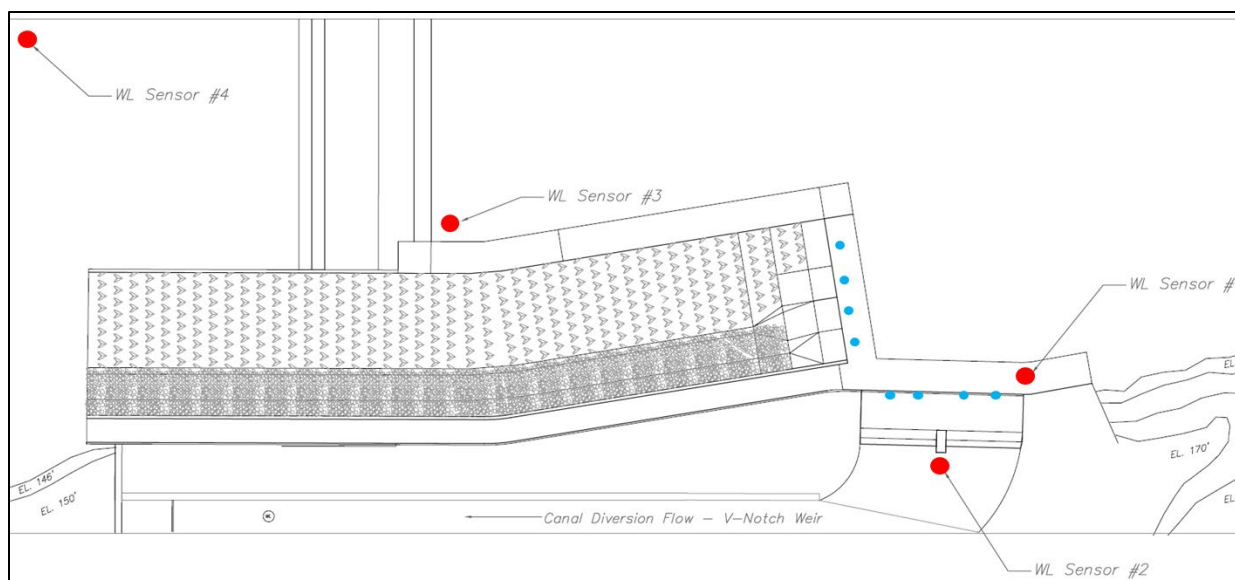 WL Sensor #4
WL Sensor #3
WL Sensor #
EL.
EL. 146'
EL. 150'
EL. 170'
EL.
Canal Diversion Flow - V-Notch Weir
WL Sensor #2